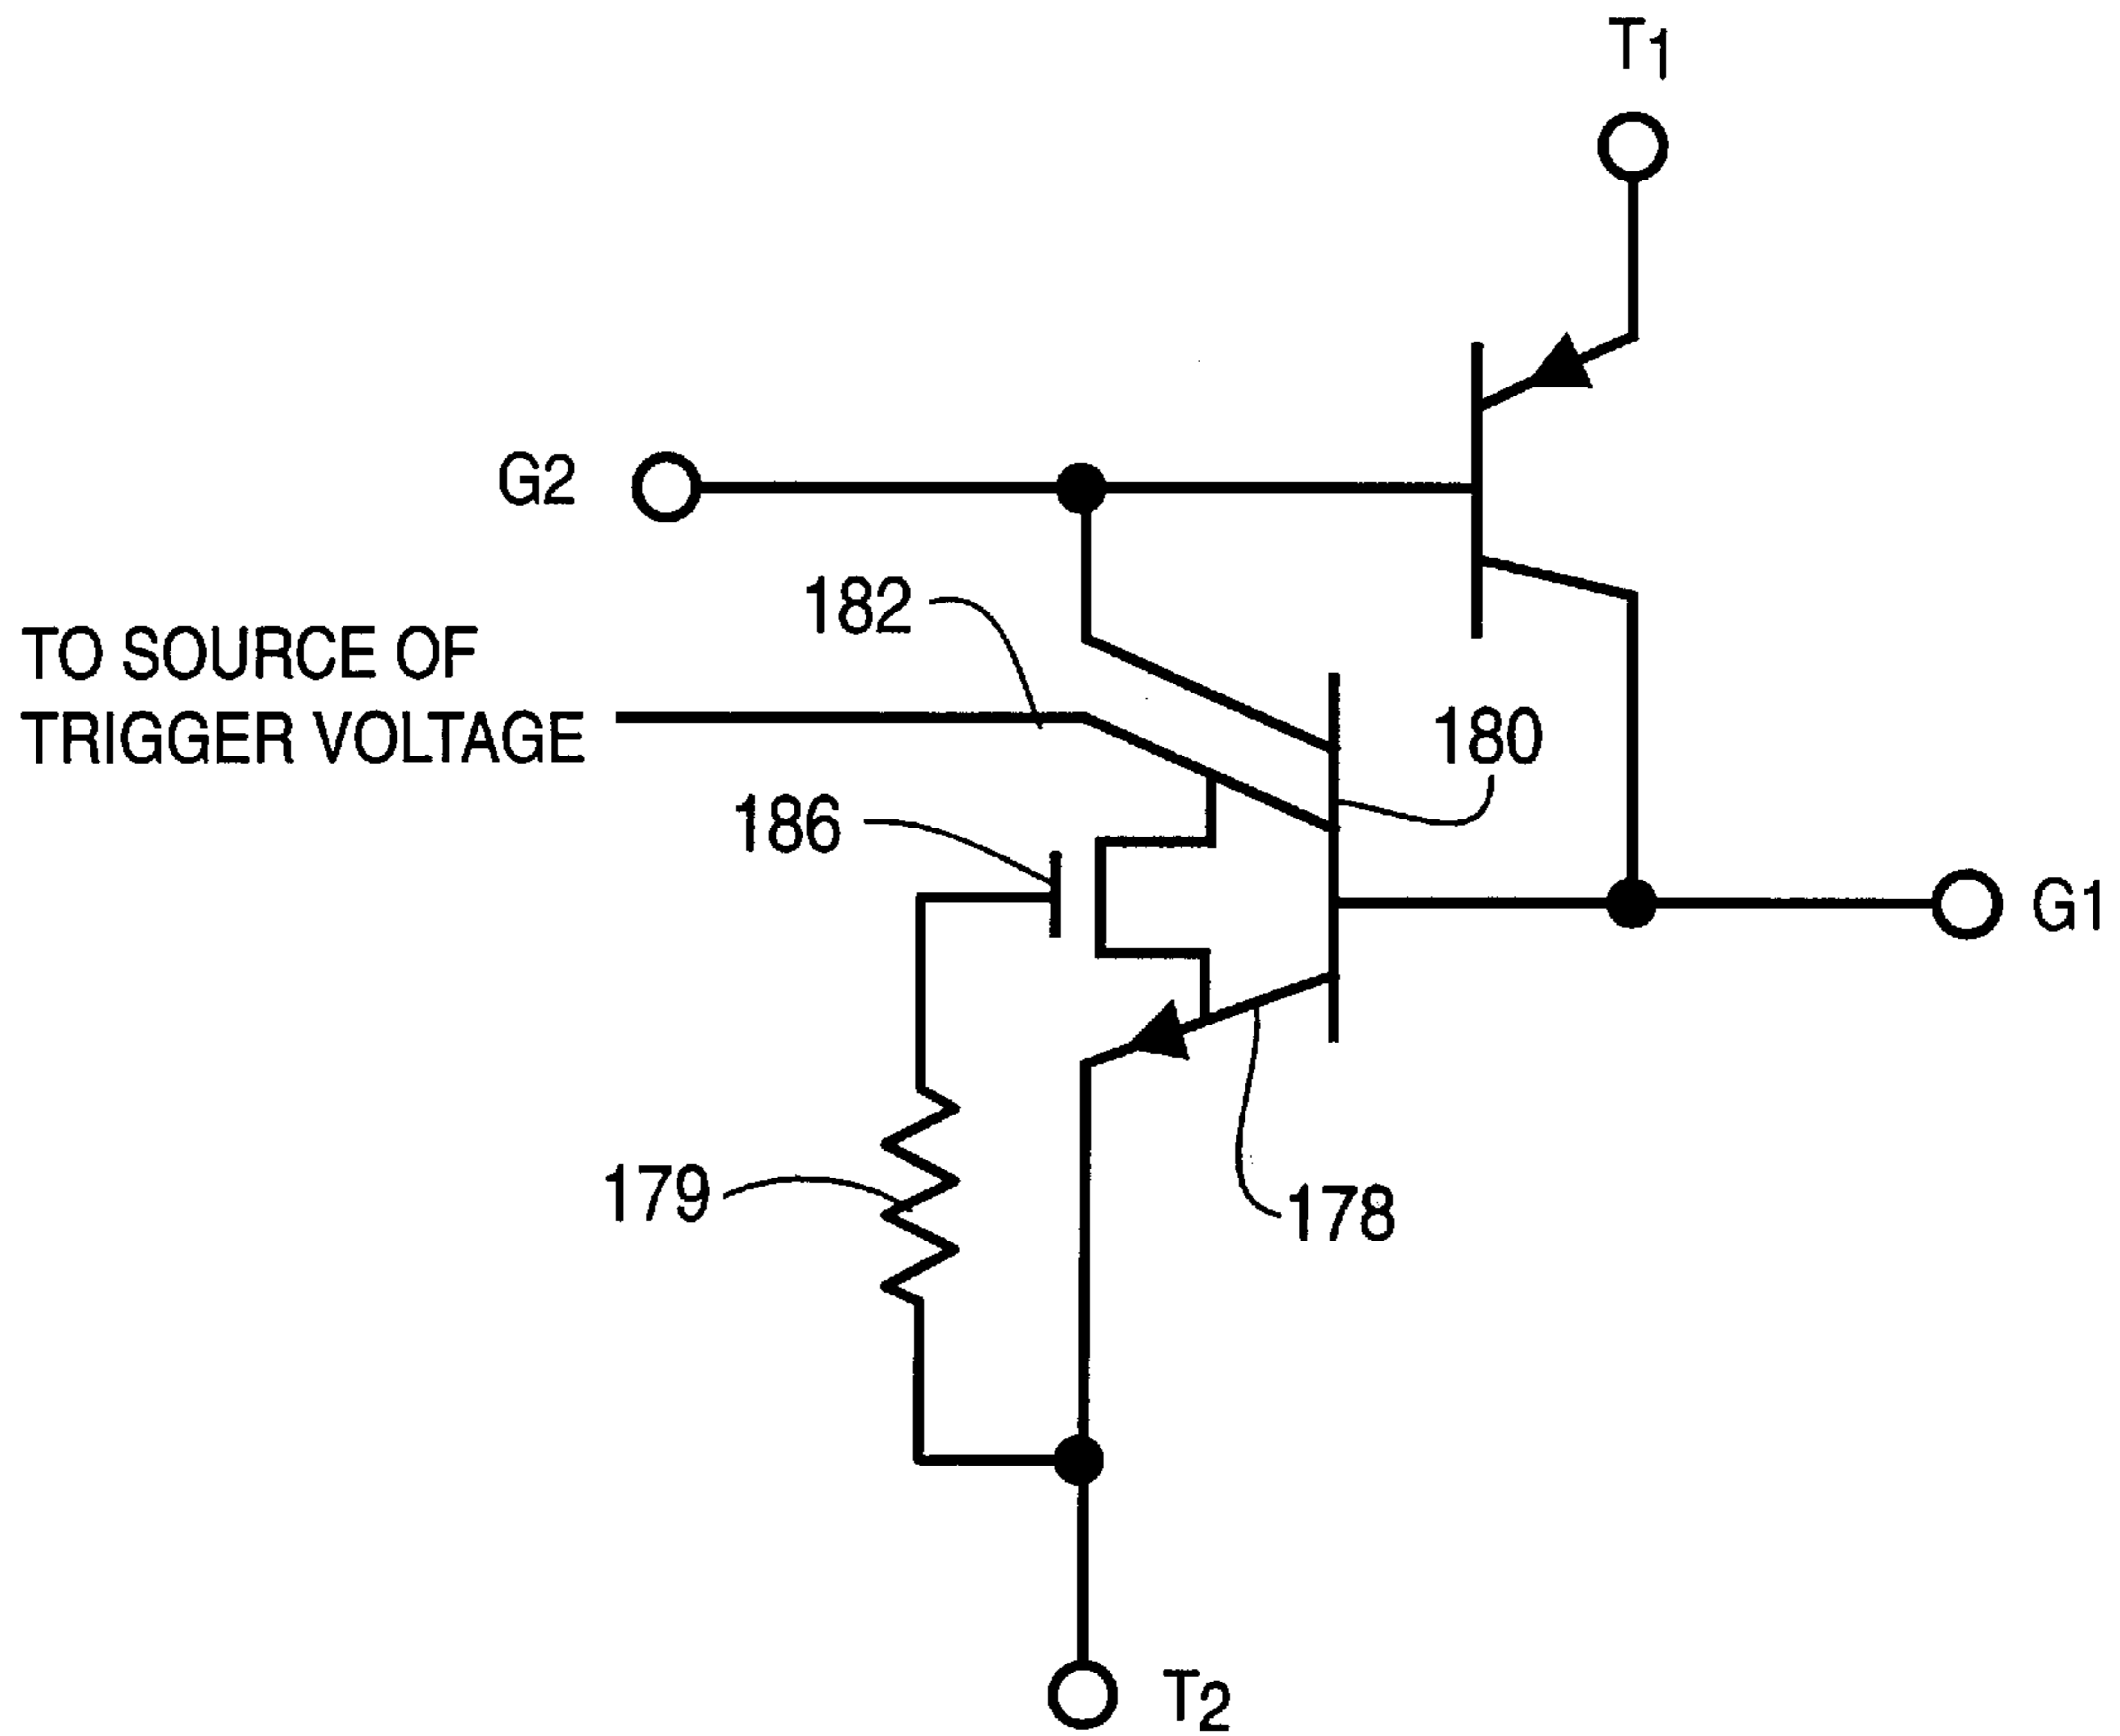 T1
G2
182
TO SOURCE OF
TRIGGER VOLTAGE
180
186
G1
179
178
T2